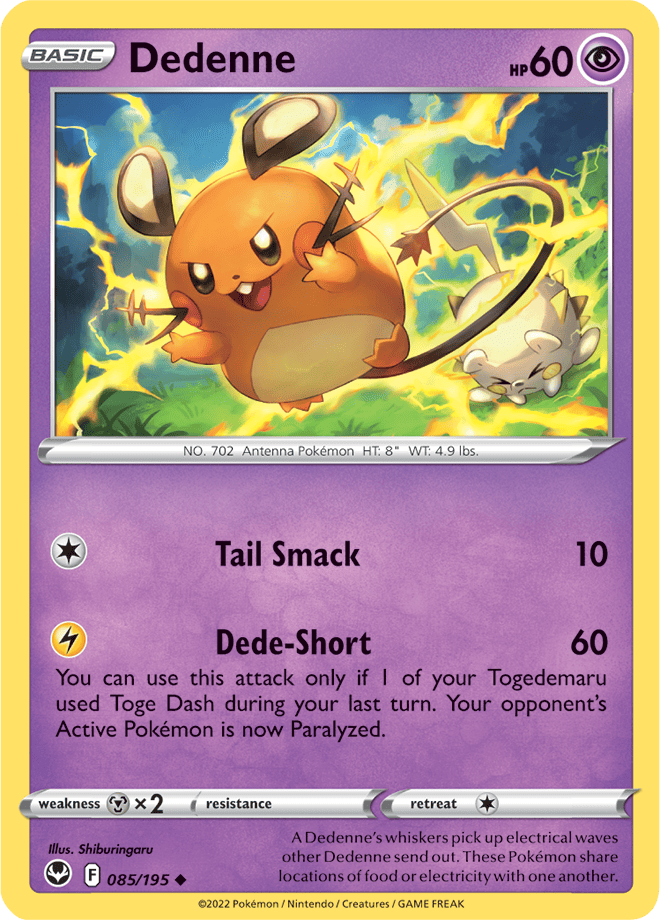 BASIC Dedenne HP60
NO. 702 Antenna Pokémon HT: 8" WT: 4.9 lbs.
Tail Smack 10
Dede-Short 60
You can use this attack only if 1 of your Togedemaru
used Toge Dash during your last turn. Your opponent's
Active Pokémon is now Paralyzed.
weakness ×2 resistance retreat
Illus. Shiburingaru
A Dedenne's whiskers pick up electrical waves
other Dedenne send out. These Pokémon share
locations of food or electricity with one another.
F 085/195
©2022 Pokémon / Nintendo / Creatures / GAME FREAK